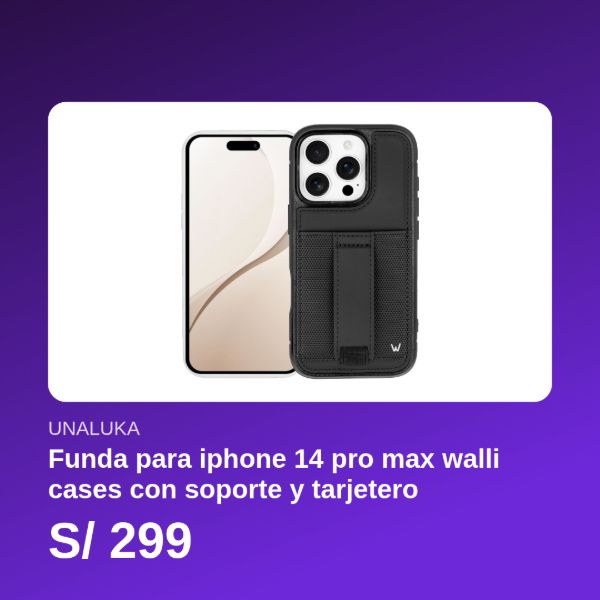 W
UNALUKA
Funda para iphone 14 pro max walli
cases con soporte y tarjetero
S/ 299